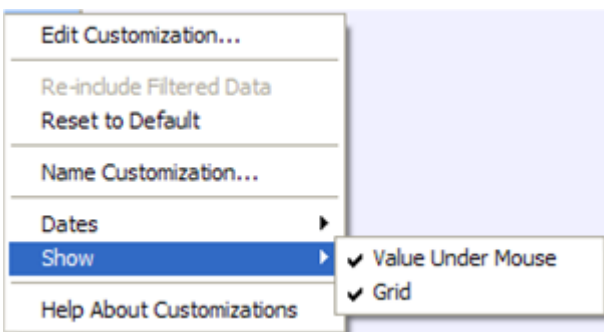 Edit Customization...
Re-include Filtered Data
Reset to Default
Name Customization...
Dates
Show
Value Under Mouse
Grid
Help About Customizations